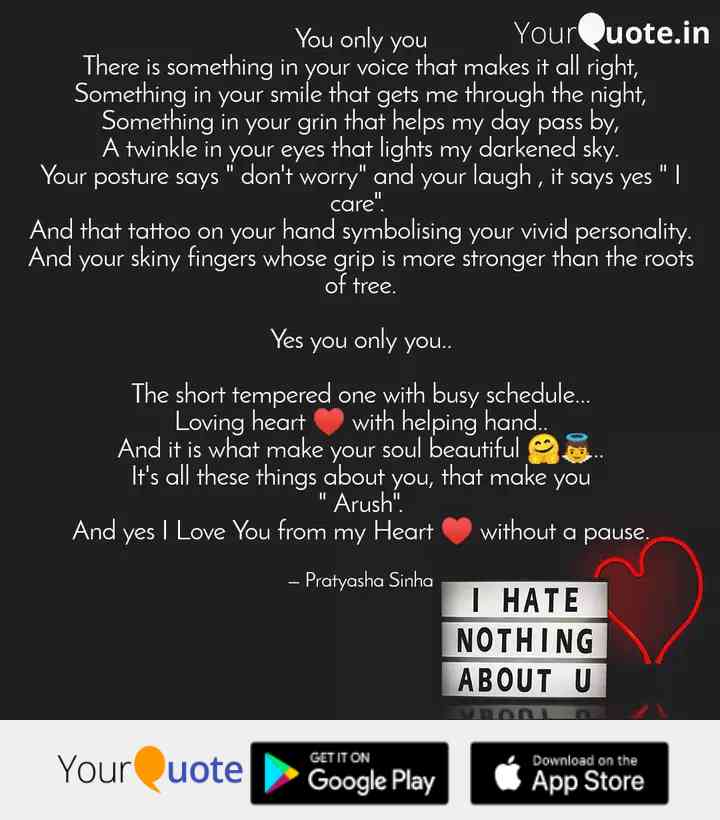 You only you
YourQuote.in
There is something in your voice that makes it all right,
Something in your smile that gets me through the night,
Something in your grin that helps my day pass by,
A twinkle in your eyes that lights my darkened sky.
Your posture says " don't worry" and your laugh , it says yes " I
care".
And that tattoo on your hand symbolising your vivid personality.
And your skiny fingers whose grip is more stronger than the roots
of tree.
Yes you only you..
The short tempered one with busy schedule...
Loving heart ♥️ with helping hand..
And it is what make your soul beautiful 🤗👼..
It's all these things about you, that make you
" Arush".
And yes I Love You from my Heart ♥️ without a pause.
– Pratyasha Sinha
I HATE
NOTHING
ABOUT U
YourQuote
GET IT ON
Google Play
Download on the
App Store